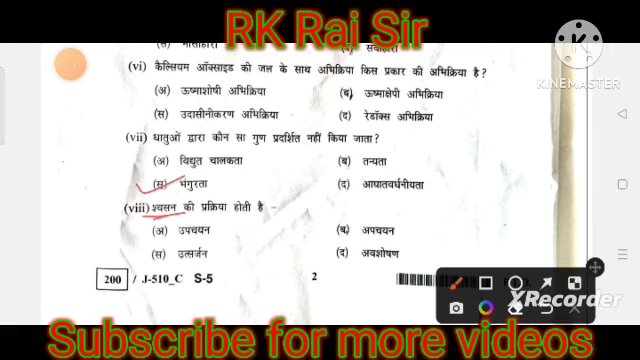 RK Raj Sir
(स) मांसाहारी
(द) सर्वाहारी
(vi) कैल्सियम ऑक्साइड की जल के साथ अभिक्रिया किस प्रकार की अभिक्रिया है ?
(अ) ऊष्माशोषी अभिक्रिया
(ब) ऊष्माक्षेपी अभिक्रिया
(स) उदासीनीकरण अभिक्रिया
(द) रेडॉक्स अभिक्रिया
(vii) धातुओं द्वारा कौन सा गुण प्रदर्शित नहीं किया जाता ?
(अ) विद्युत चालकता
(ब) तन्यता
(स) भंगुरता
(द) आघातवर्धनीयता
(viii) श्वसन की प्रक्रिया होती है –
(अ) उपचयन
(ब) अपचयन
(स) उत्सर्जन
(द) अवशोषण
200 / J-510_C S-5
2
KINEMASTER
XRecorder
Subscribe for more videos